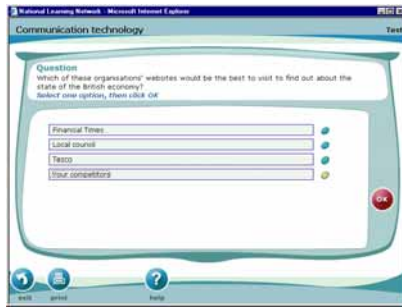 National Learning Network - Microsoft Internet Explorer
Communication technology
Test
Question
Which of these organisations' websites would be the best to visit to find out about the
state of the British economy?
Select one option, then click OK
Financial Times
Local council
Tesco
Your competitors
OK
exit
print
?
help